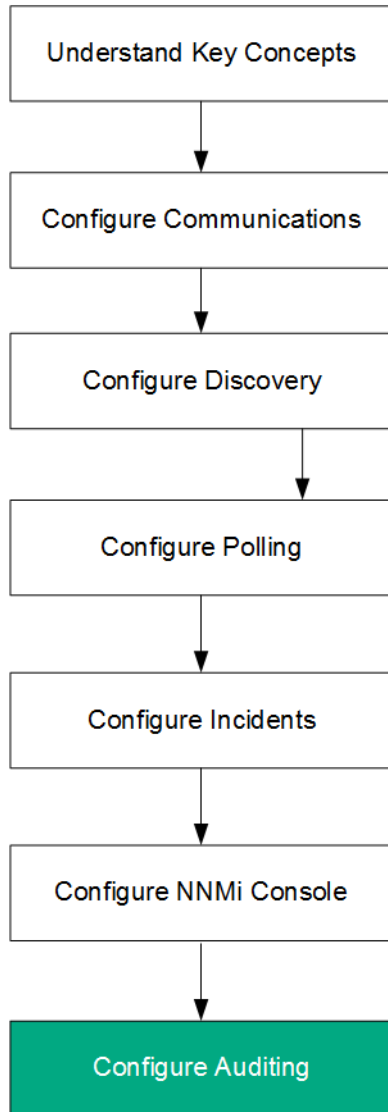 Understand Key Concepts
Configure Communications
Configure Discovery
Configure Polling
Configure Incidents
Configure NNMi Console
Configure Auditing